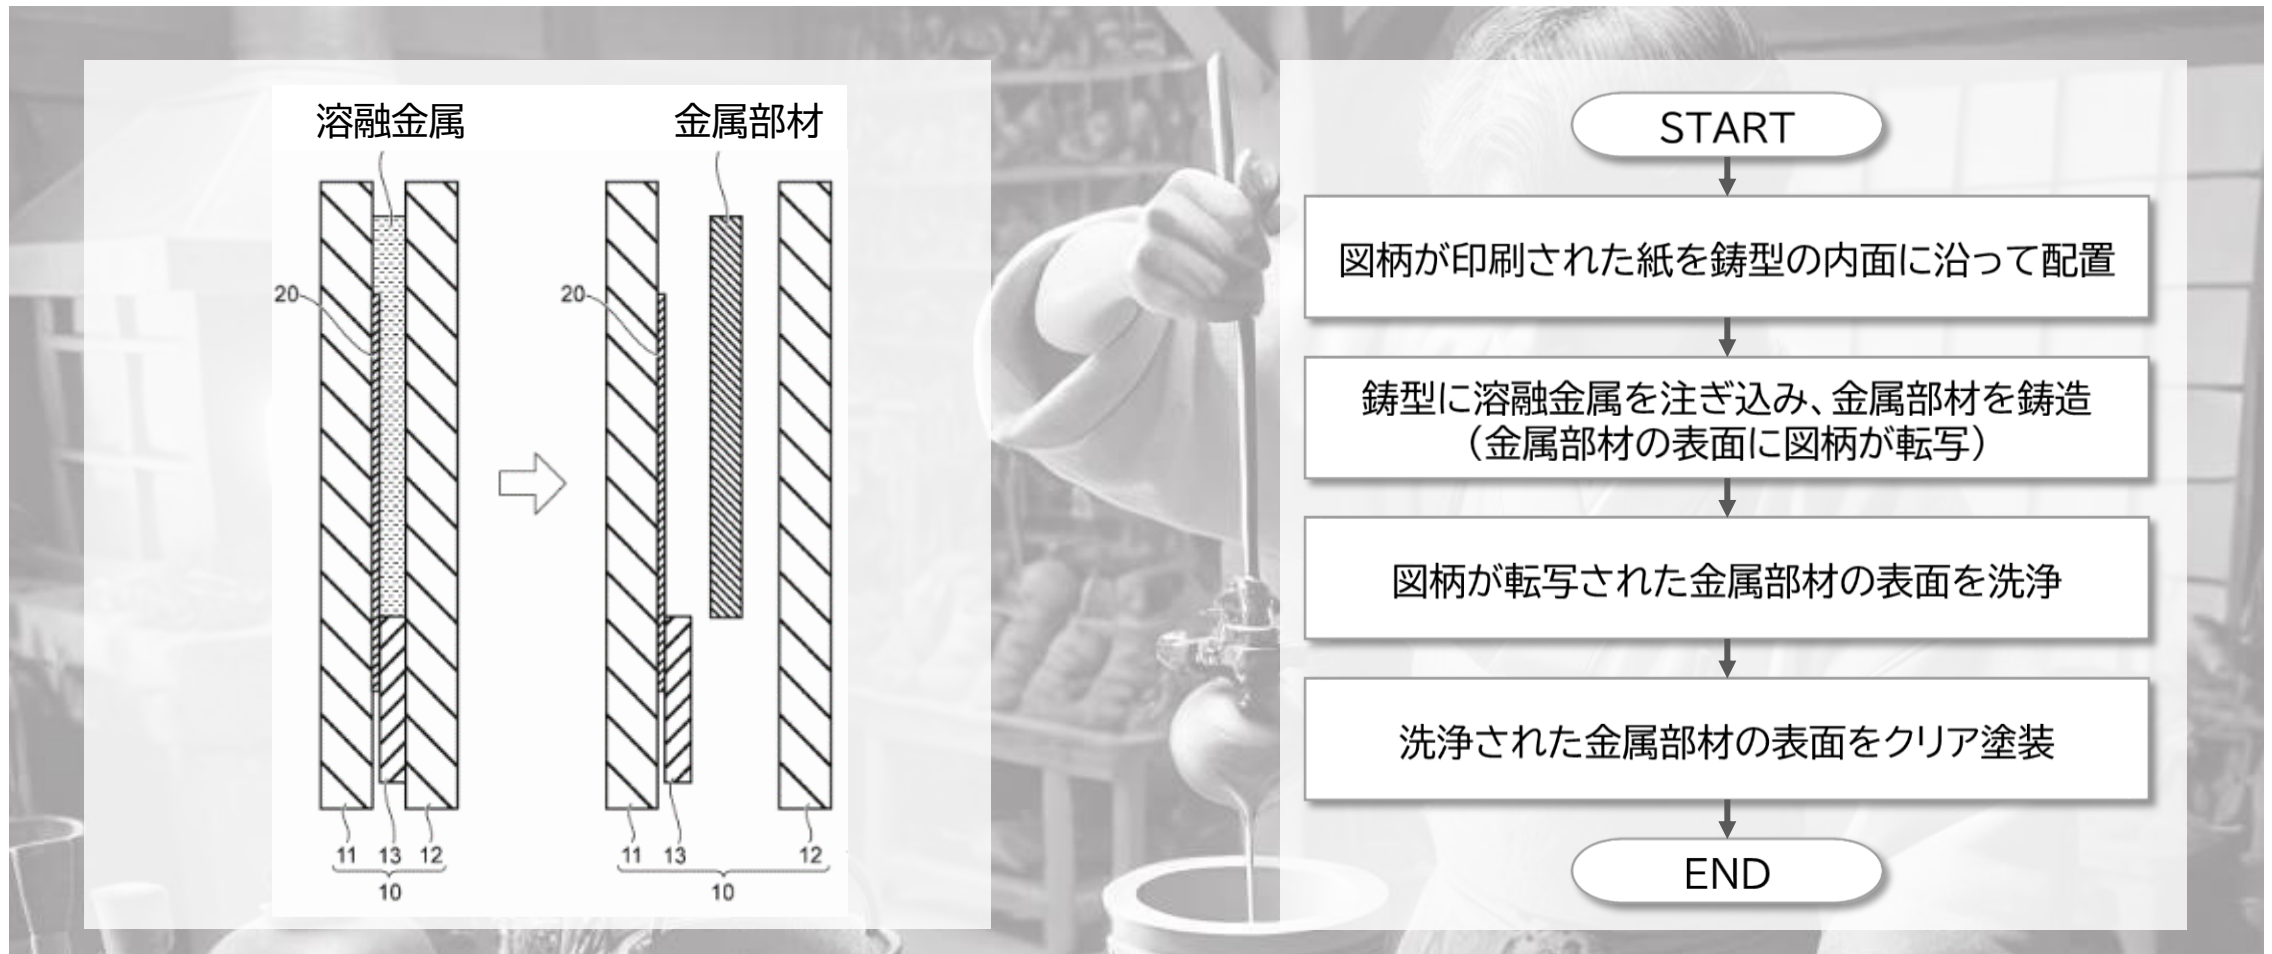 溶融金属
金属部材
20
20
11 13 12
10
11 13 12
10
START
図柄が印刷された紙を鋳型の内面に沿って配置
鋳型に溶融金属を注ぎ込み、金属部材を鋳造
（金属部材の表面に図柄が転写）
図柄が転写された金属部材の表面を洗浄
洗浄された金属部材の表面をクリア塗装
END